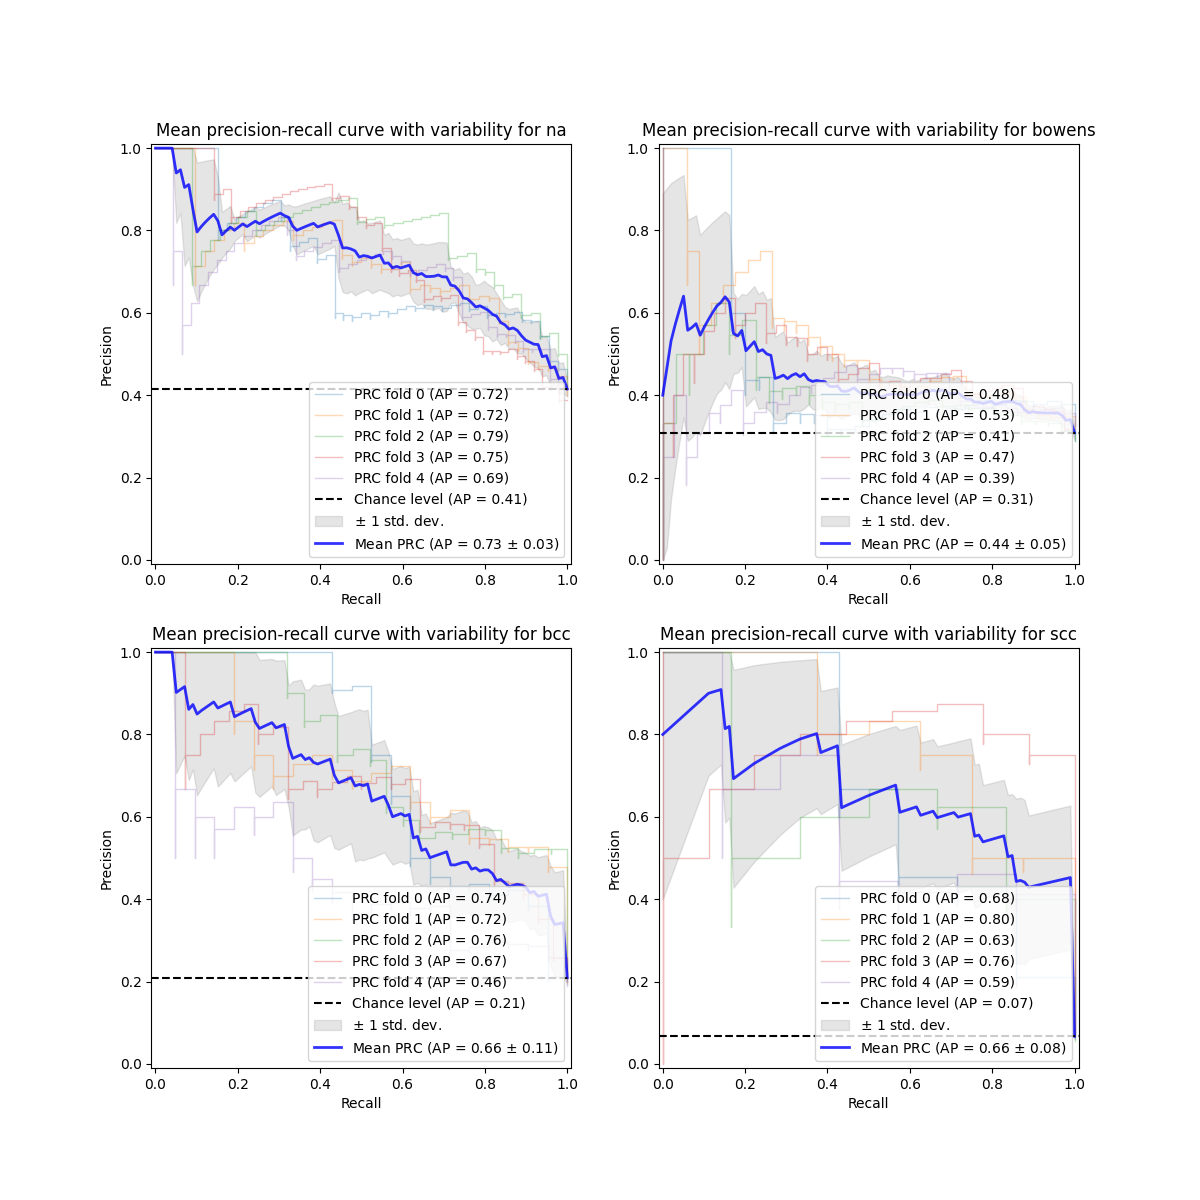 Mean precision-recall curve with variability for na
1.0
0.8
0.6
0.4
0.2
0.0
Precision
0.0 0.2 0.4 0.6 0.8 1.0
Recall
PRC fold 0 (AP = 0.72)
PRC fold 1 (AP = 0.72)
PRC fold 2 (AP = 0.79)
PRC fold 3 (AP = 0.75)
PRC fold 4 (AP = 0.69)
Chance level (AP = 0.41)
± 1 std. dev.
Mean PRC (AP = 0.73 ± 0.03)
Mean precision-recall curve with variability for bowens
1.0
0.8
0.6
0.4
0.2
0.0
Precision
0.0 0.2 0.4 0.6 0.8 1.0
Recall
PRC fold 0 (AP = 0.48)
PRC fold 1 (AP = 0.53)
PRC fold 2 (AP = 0.41)
PRC fold 3 (AP = 0.47)
PRC fold 4 (AP = 0.39)
Chance level (AP = 0.31)
± 1 std. dev.
Mean PRC (AP = 0.44 ± 0.05)
Mean precision-recall curve with variability for bcc
1.0
0.8
0.6
0.4
0.2
0.0
Precision
0.0 0.2 0.4 0.6 0.8 1.0
Recall
PRC fold 0 (AP = 0.74)
PRC fold 1 (AP = 0.72)
PRC fold 2 (AP = 0.76)
PRC fold 3 (AP = 0.67)
PRC fold 4 (AP = 0.46)
Chance level (AP = 0.21)
± 1 std. dev.
Mean PRC (AP = 0.66 ± 0.11)
Mean precision-recall curve with variability for scc
1.0
0.8
0.6
0.4
0.2
0.0
Precision
0.0 0.2 0.4 0.6 0.8 1.0
Recall
PRC fold 0 (AP = 0.68)
PRC fold 1 (AP = 0.80)
PRC fold 2 (AP = 0.63)
PRC fold 3 (AP = 0.76)
PRC fold 4 (AP = 0.59)
Chance level (AP = 0.07)
± 1 std. dev.
Mean PRC (AP = 0.66 ± 0.08)